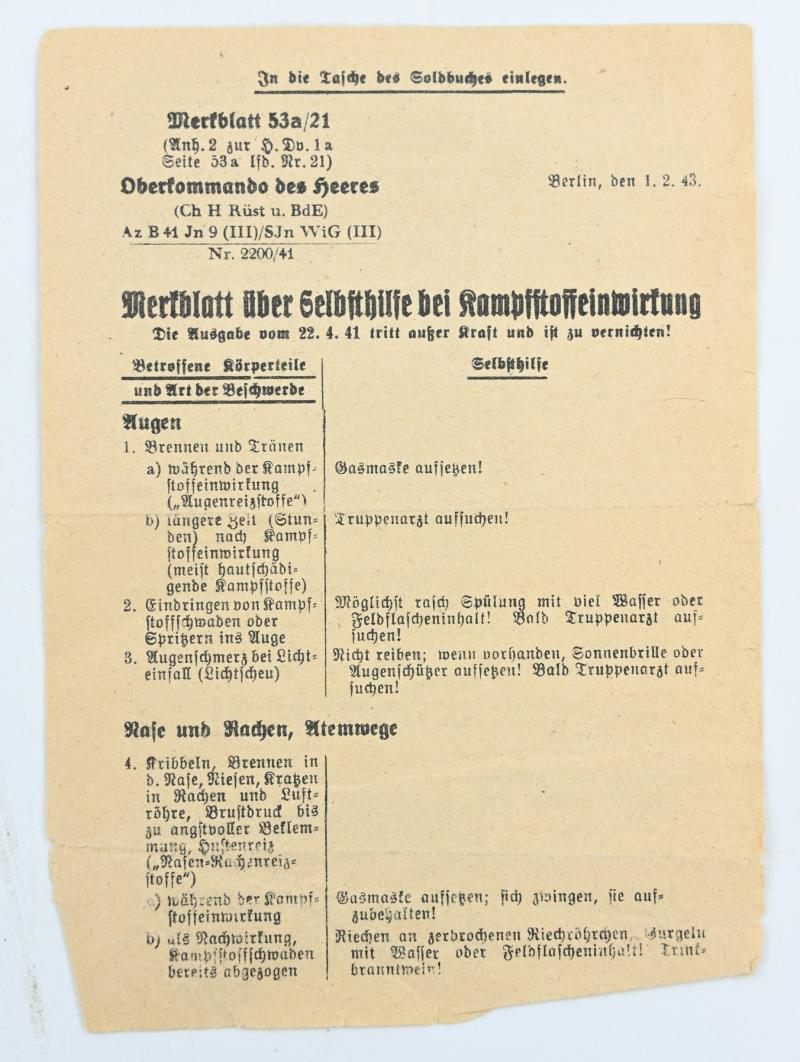 In die Tasche des Soldbuches einlegen.
Merkblatt 53a/21
(Anh. 2 zur H. Dv. 1a
Seite 53a lfd. Nr. 21)
Oberkommando des Heeres
(Ch H Rüst u. BdE)
Az B 41 Jn 9 (III)/SJn WiG (III)
Nr. 2200/41
Berlin, den 1. 2. 43.
Merkblatt über Selbsthilfe bei Kampfstoffeinwirkung
Die Ausgabe vom 22. 4. 41 tritt außer Kraft und ist zu vernichten!
Betroffene Körperteile
und Art der Beschwerde
Selbsthilfe
Augen
1. Brennen und Tränen
a) während der Kampf-
stoffeinwirkung
(„Augenreizstoffe“)
Gasmaske aufsetzen!
b) längere Zeit (Stun-
den) nach Kampf-
stoffeinwirkung
(meist hautschädi-
gende Kampfstoffe)
Truppenarzt aufsuchen!
2. Eindringen von Kampf-
stoffschwaden oder
Spritzern ins Auge
Möglichst rasch Spülung mit viel Wasser oder
Feldflascheninhalt! Bald Truppenarzt auf-
suchen!
3. Augenschmerz bei Licht-
einfall (Lichtscheu)
Nicht reiben; wenn vorhanden, Sonnenbrille oder
Augenschützer aufsetzen! Bald Truppenarzt auf-
suchen!
Nase und Rachen, Atemwege
4. Kribbeln, Brennen in
d. Nase, Niesen, Kratzen
in Rachen und Luft-
röhre, Brustdruck bis
zu angstvoller Beklem-
mung, Hustenreiz
(„Nasen-Rachenreiz-
stoffe“)
a) während der Kampf-
stoffeinwirkung
Gasmaske aufsetzen; sich zwingen, sie auf-
zubehalten!
b) als Nachwirkung,
Kampfstoffschwaden
bereits abgezogen
Riechen an zerbrochenen Riechröhrchen, Gurgeln
mit Wasser oder Feldflascheninhalt! Trink-
branntwein!